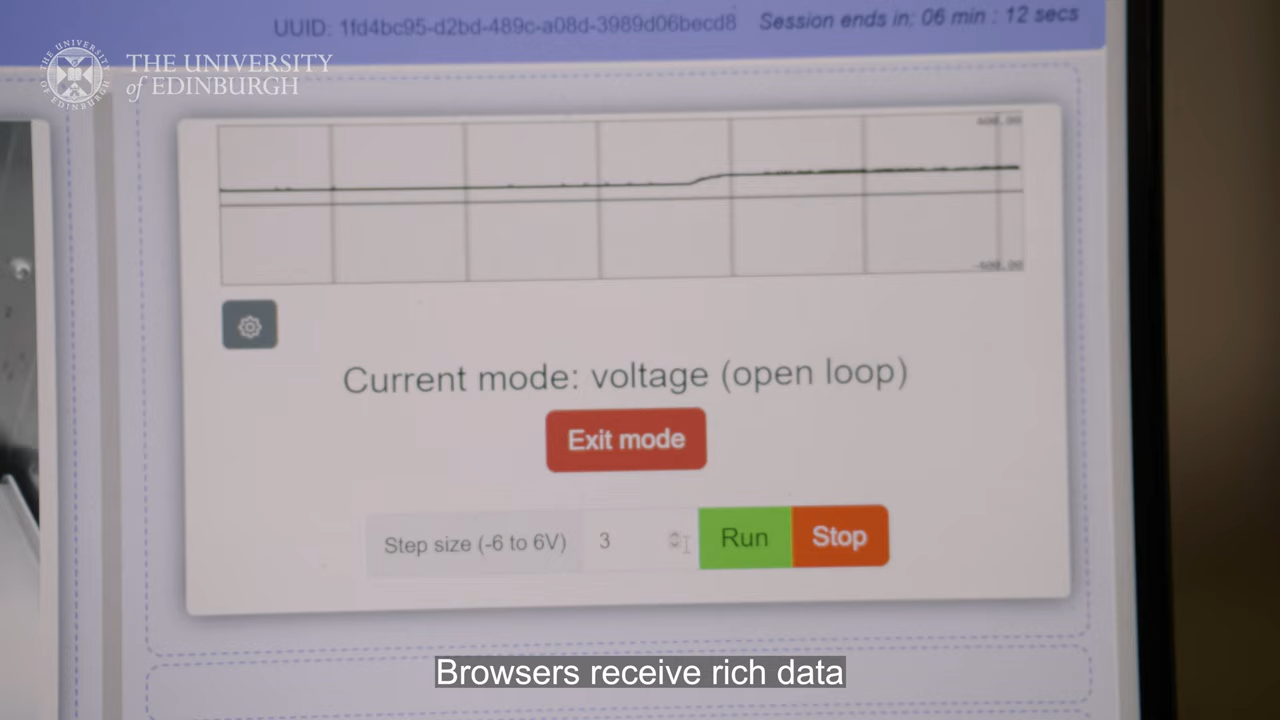 UUID: 1fd4bc95-d2bd-489c-a08d-3989d06becd8 Session ends in: 06 min : 12 secs
THE UNIVERSITY
of EDINBURGH
Current mode: voltage (open loop)
Exit mode
Step size (-6 to 6V) 3 Run Stop
Browsers receive rich data